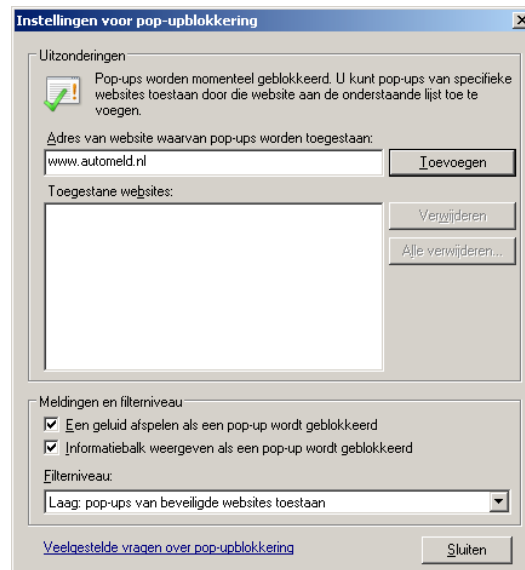 Instellingen voor pop-upblokkering
Uitzonderingen
Pop-ups worden momenteel geblokkeerd. U kunt pop-ups van specifieke
websites toestaan door die website aan de onderstaande lijst toe te
voegen.
Adres van website waarvan pop-ups worden toegestaan:
www.automeld.nl
Toevoegen
Toegestane websites:
Verwijderen
Alle verwijderen...
Meldingen en filterniveau
Een geluid afspelen als een pop-up wordt geblokkeerd
Informatiebalk weergeven als een pop-up wordt geblokkeerd
Filterniveau:
Laag: pop-ups van beveiligde websites toestaan
Veelgestelde vragen over pop-upblokkering
Sluiten